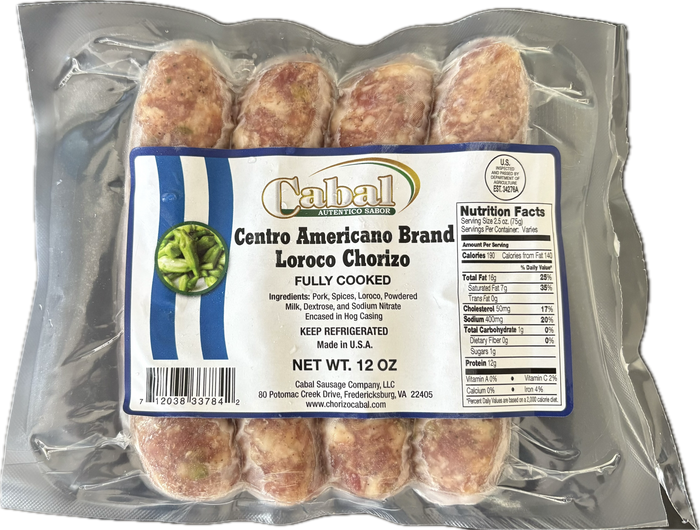 Cabal
AUTENTICO SABOR
Centro Americano Brand
Loroco Chorizo
FULLY COOKED
Ingredients: Pork, Spices, Loroco, Powdered
Milk, Dextrose, and Sodium Nitrate
Encased in Hog Casing
KEEP REFRIGERATED
Made in U.S.A.
NET WT. 12 OZ
Cabal Sausage Company, LLC
80 Potomac Creek Drive, Fredericksburg, VA 22405
www.chorizocabal.com
7 12038 33784 2
U.S.
INSPECTED
AND PASSED BY
DEPARTMENT OF
AGRICULTURE
EST. 34276A
Nutrition Facts
Serving Size 2.5 oz. (75g)
Servings Per Container: Varies
Amount Per Serving
Calories 190 Calories from Fat 140
% Daily Value*
Total Fat 16g 25%
Saturated Fat 7g 35%
Trans Fat 0g
Cholesterol 50mg 17%
Sodium 400mg 20%
Total Carbohydrate 1g 0%
Dietary Fiber 0g 0%
Sugars 1g
Protein 12g
Vitamin A 0% • Vitamin C 2%
Calcium 0% • Iron 4%
*Percent Daily Values are based on a 2,000 calorie diet.